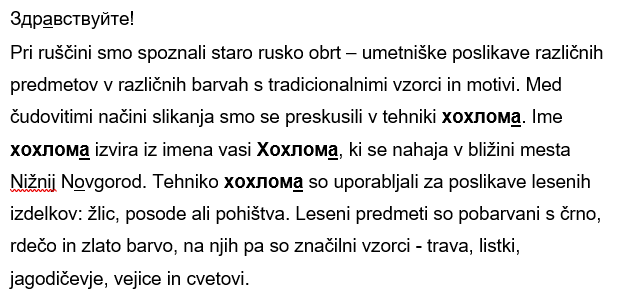 Здравствуйте!
Pri ruščini smo spoznali staro rusko obrt – umetniške poslikave različnih
predmetov v različnih barvah s tradicionalnimi vzorci in motivi. Med
čudovitimi načini slikanja smo se preskusili v tehniki хохлома. Ime
хохлома izvira iz imena vasi Хохлома, ki se nahaja v bližini mesta
Nižnij Novgorod. Tehniko хохлома so uporabljali za poslikave lesenih
izdelkov: žlic, posode ali pohištva. Leseni predmeti so pobarvani s črno,
rdečo in zlato barvo, na njih pa so značilni vzorci - trava, listki,
jagodičevje, vejice in cvetovi.